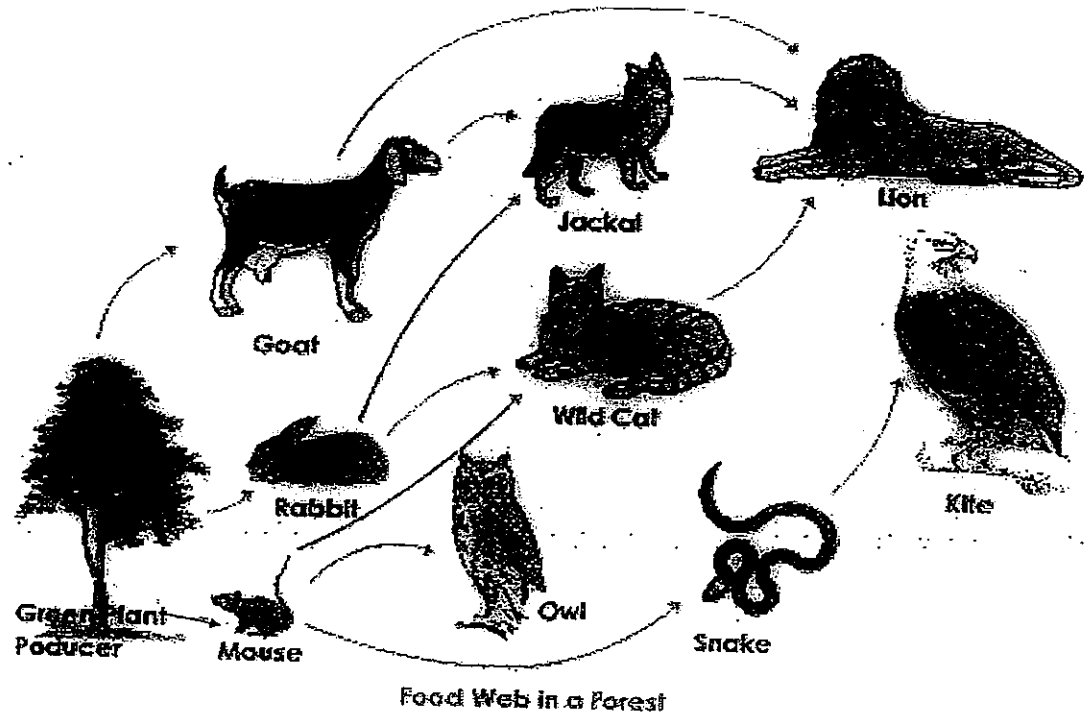 Lion
Jackal
Goat
Wild Cat
Kite
Rabbit
Owl
Snake
Green Plant
Poducer
Mouse
Food Web in a Forest